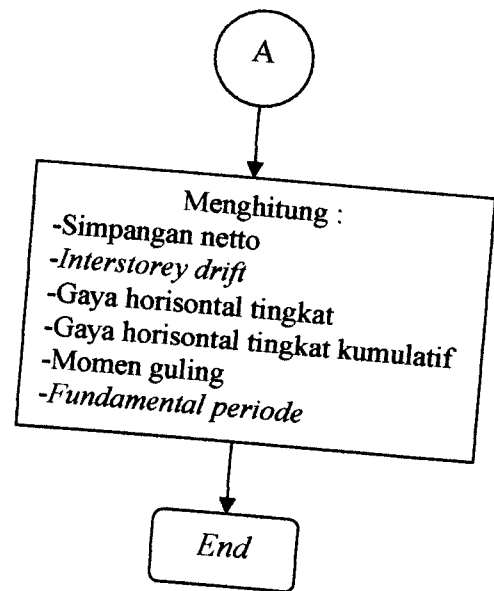 A
Menghitung :
-Simpangan netto
-Interstorey drift
-Gaya horisontal tingkat
-Gaya horisontal tingkat kumulatif
-Momen guling
-Fundamental periode
End